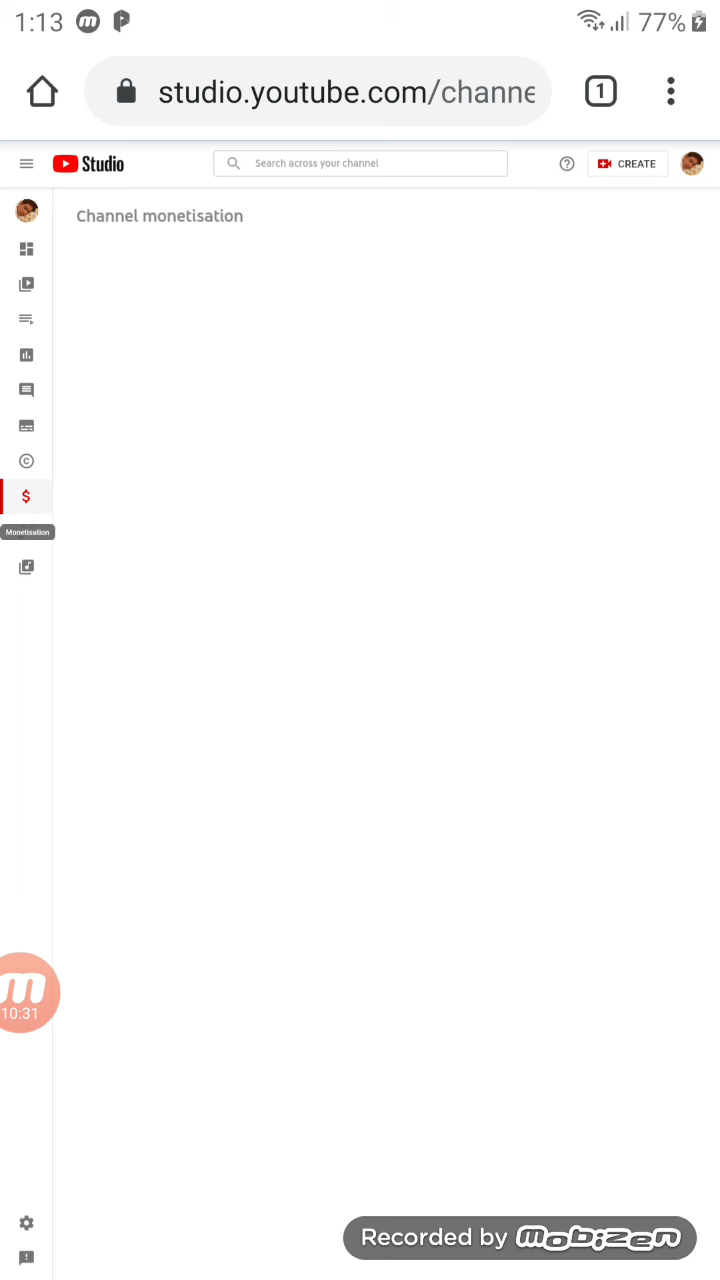 1:13
77%
studio.youtube.com/channe
1
Studio
Search across your channel
CREATE
Channel monetisation
$
Monetisation
m
10:31
Recorded by mobizen